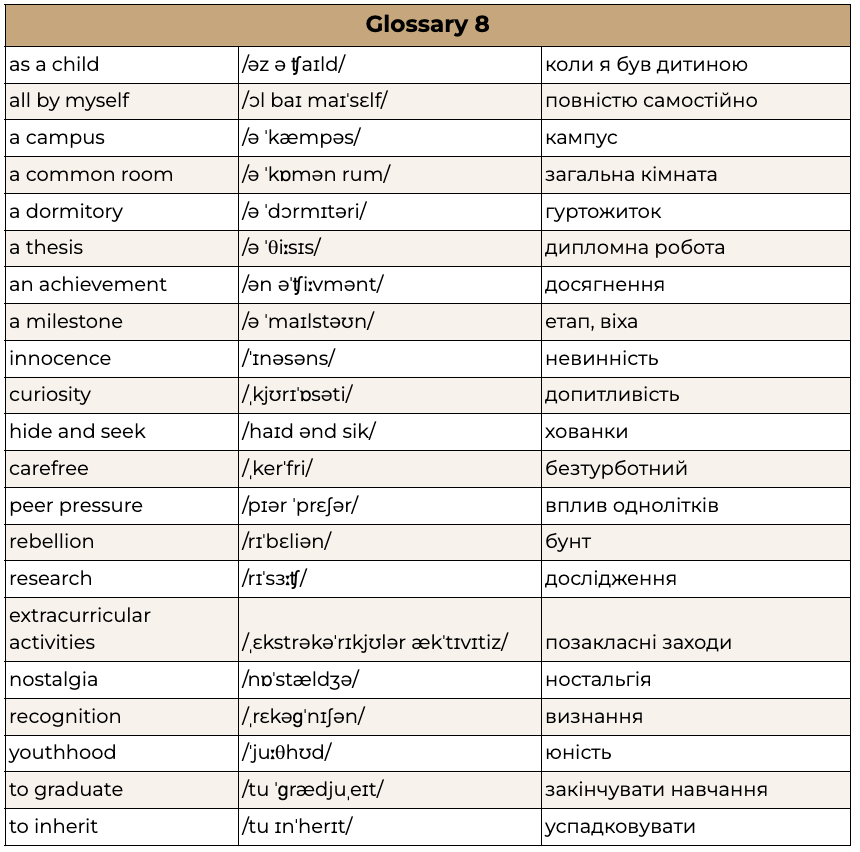 Glossary 8
as a child /əz ə ʧaɪld/ коли я був дитиною
all by myself /ɔl baɪ maɪˈsɛlf/ повністю самостійно
a campus /ə ˈkæmpəs/ кампус
a common room /ə ˈkɒmən rum/ загальна кімната
a dormitory /ə ˈdɔrmɪtəri/ гуртожиток
a thesis /ə ˈθiːsɪs/ дипломна робота
an achievement /ən əˈʧiːvmənt/ досягнення
a milestone /ə ˈmaɪlstəʊn/ етап, віха
innocence /ˈɪnəsəns/ невинність
curiosity /ˌkjʊrɪˈɒsəti/ допитливість
hide and seek /haɪd ənd sik/ хованки
carefree /ˌkerˈfri/ безтурботний
peer pressure /pɪər ˈprɛʃər/ вплив однолітків
rebellion /rɪˈbɛliən/ бунт
research /rɪˈsɜːʧ/ дослідження
extracurricular
activities /ˌɛkstrəkəˈrɪkjʊlər ækˈtɪvɪtiz/ позакласні заходи
nostalgia /nɒˈstælʤə/ ностальгія
recognition /ˌrɛkəgˈnɪʃən/ визнання
youthhood /ˈjuːθhʊd/ юність
to graduate /tu ˈgrædjuˌeɪt/ закінчувати навчання
to inherit /tu ɪnˈherɪt/ успадковувати